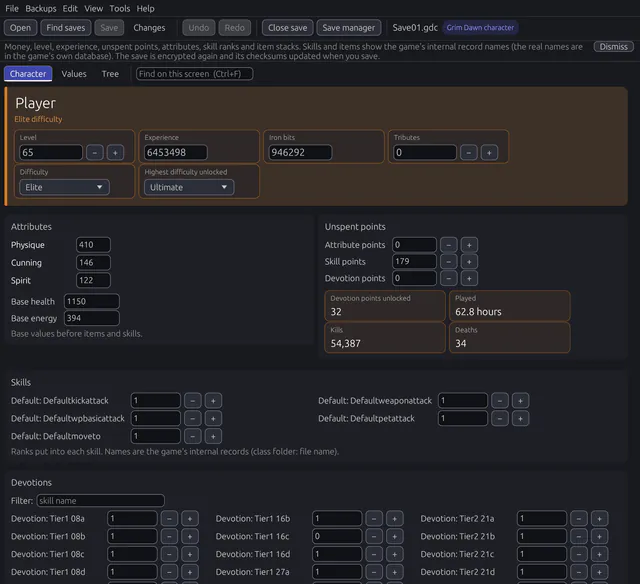 File Backups Edit View Tools Help
Open Find saves Save Changes Undo Redo Close save Save manager Save01.gdc Grim Dawn character
Money, level, experience, unspent points, attributes, skill ranks and item stacks. Skills and items show the game's internal record names (the real names are
in the game's own database). The save is encrypted again and its checksums updated when you save.
Dismiss
Character Values Tree Find on this screen (Ctrl+F)
Player
Elite difficulty
Level Experience Iron bits Tributes
65 − + 6453498 946292 0 − +
Difficulty Highest difficulty unlocked
Elite ▼ Ultimate ▼
Attributes
Physique 410
Cunning 146
Spirit 122
Base health 1150
Base energy 394
Base values before items and skills.
Unspent points
Attribute points 0 − +
Skill points 179 − +
Devotion points 0 − +
Devotion points unlocked Played
32 62.8 hours
Kills Deaths
54,387 34
Skills
Default: Defaultkickattack 1 − + Default: Defaultweaponattack 1 − +
Default: Defaultwpbasicattack 1 − + Default: Defaultpetattack 1 − +
Default: Defaultmoveto 1 − +
Ranks put into each skill. Names are the game's internal records (class folder: file name).
Devotions
Filter: skill name
Devotion: Tier1 08a 1 − + Devotion: Tier1 16b 1 − + Devotion: Tier2 21a 1 − +
Devotion: Tier1 08b 1 − + Devotion: Tier1 16c 0 − + Devotion: Tier2 21b 1 − +
Devotion: Tier1 08c 1 − + Devotion: Tier1 16d 1 − + Devotion: Tier2 21c 1 − +
Devotion: Tier1 08d 1 − + Devotion: Tier1 27a 1 − + Devotion: Tier2 21d 1 − +